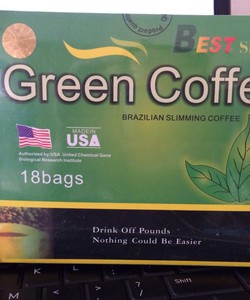 BEST S
Green Coffe
BRAZILIAN SLIMMING COFFEE
MADE IN
USA
Authorized by USA United Chemical Gene
Biological Research Institute
18bags
Drink Off Pounds
Nothing Could Be Easier
Shift